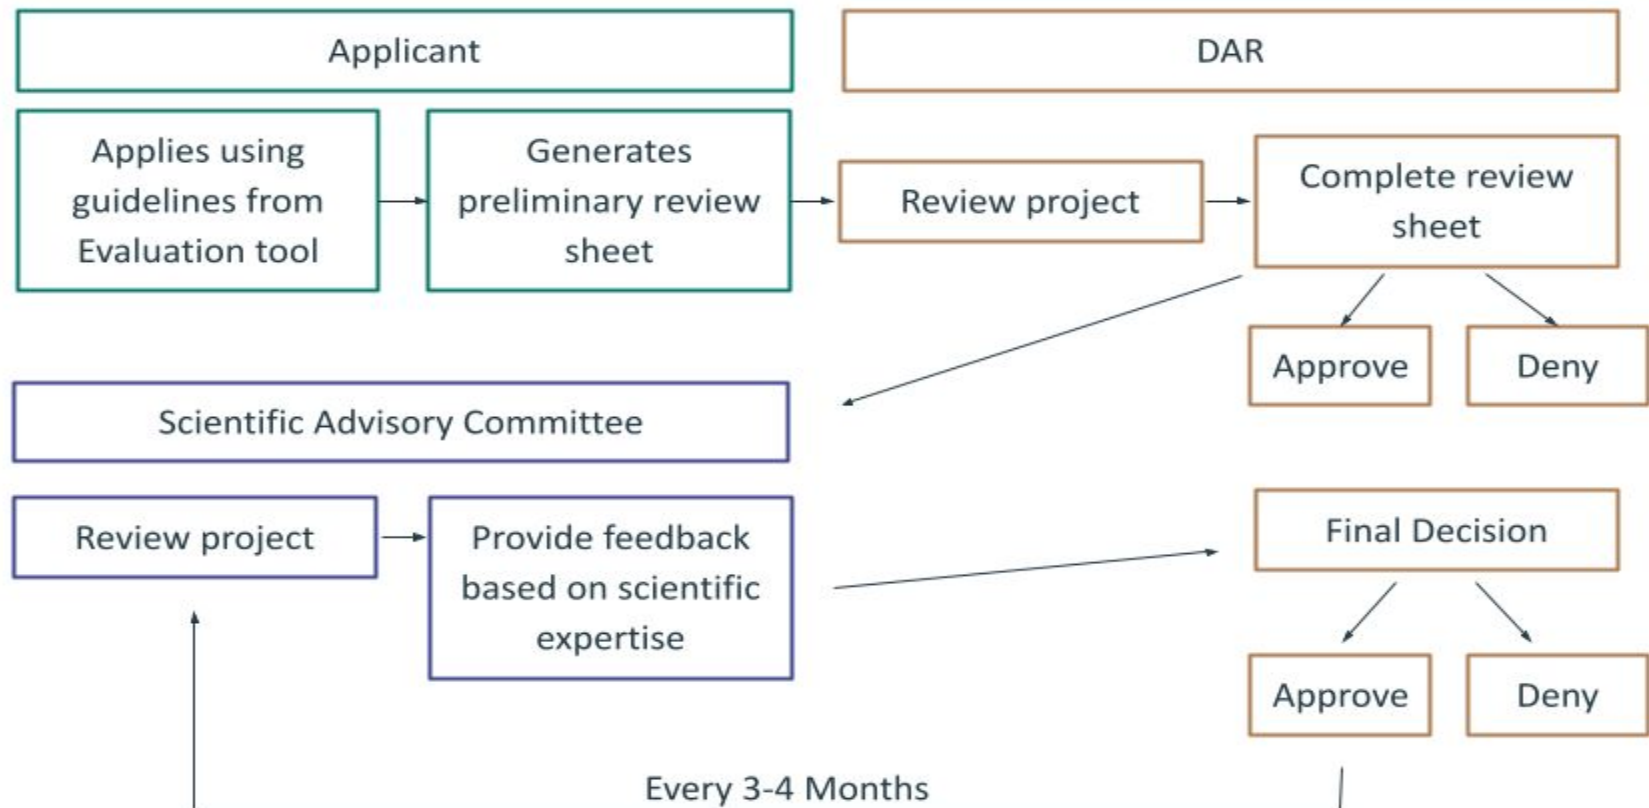 Applicant
DAR
Applies using
guidelines from
Evaluation tool
Generates
preliminary review
sheet
Review project
Complete review
sheet
Approve
Deny
Scientific Advisory Committee
Review project
Provide feedback
based on scientific
expertise
Final Decision
Approve
Deny
Every 3-4 Months